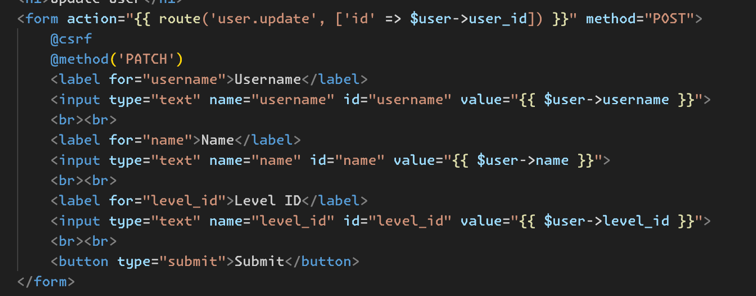 <form action="{{ route('user.update', ['id' => $user->user_id]) }}" method="POST">
@csrf
@method('PATCH')
<label for="username">Username</label>
<input type="text" name="username" id="username" value="{{ $user->username }}">
<br><br>
<label for="name">Name</label>
<input type="text" name="name" id="name" value="{{ $user->name }}">
<br><br>
<label for="level_id">Level ID</label>
<input type="text" name="level_id" id="level_id" value="{{ $user->level_id }}">
<br><br>
<button type="submit">Submit</button>
</form>